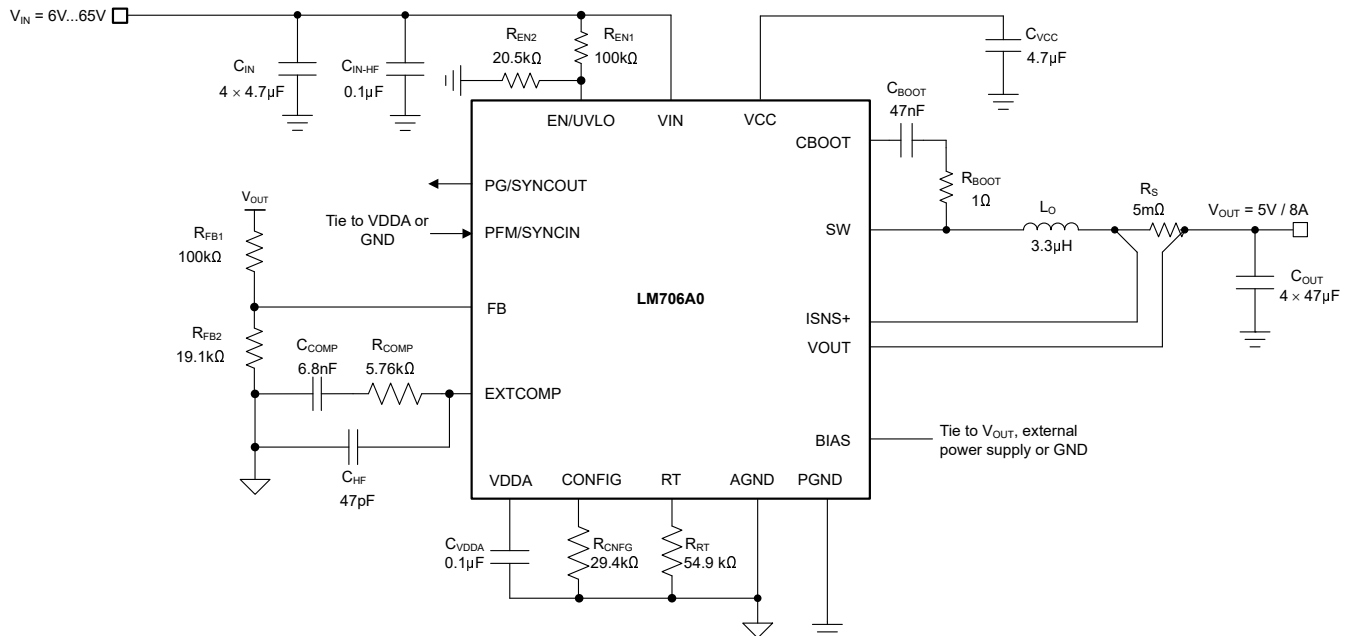 V_IN = 6V...65V
C_IN
4 × 4.7µF
C_IN-HF
0.1µF
R_EN2
20.5kΩ
R_EN1
100kΩ
C_VCC
4.7µF
EN/UVLO
VIN
VCC
C_BOOT
47nF
CBOOT
R_BOOT
1Ω
PG/SYNCOUT
V_OUT
Tie to VDDA or
GND
PFM/SYNCIN
R_FB1
100kΩ
SW
L_O
3.3µH
R_S
5mΩ
V_OUT = 5V / 8A
C_OUT
4 × 47µF
LM706A0
FB
ISNS+
VOUT
R_FB2
19.1kΩ
C_COMP
6.8nF
R_COMP
5.76kΩ
EXTCOMP
BIAS
Tie to V_OUT, external
power supply or GND
C_HF
47pF
VDDA
CONFIG
RT
AGND
PGND
C_VDDA
0.1µF
R_CNFG
29.4kΩ
R_RT
54.9 kΩ